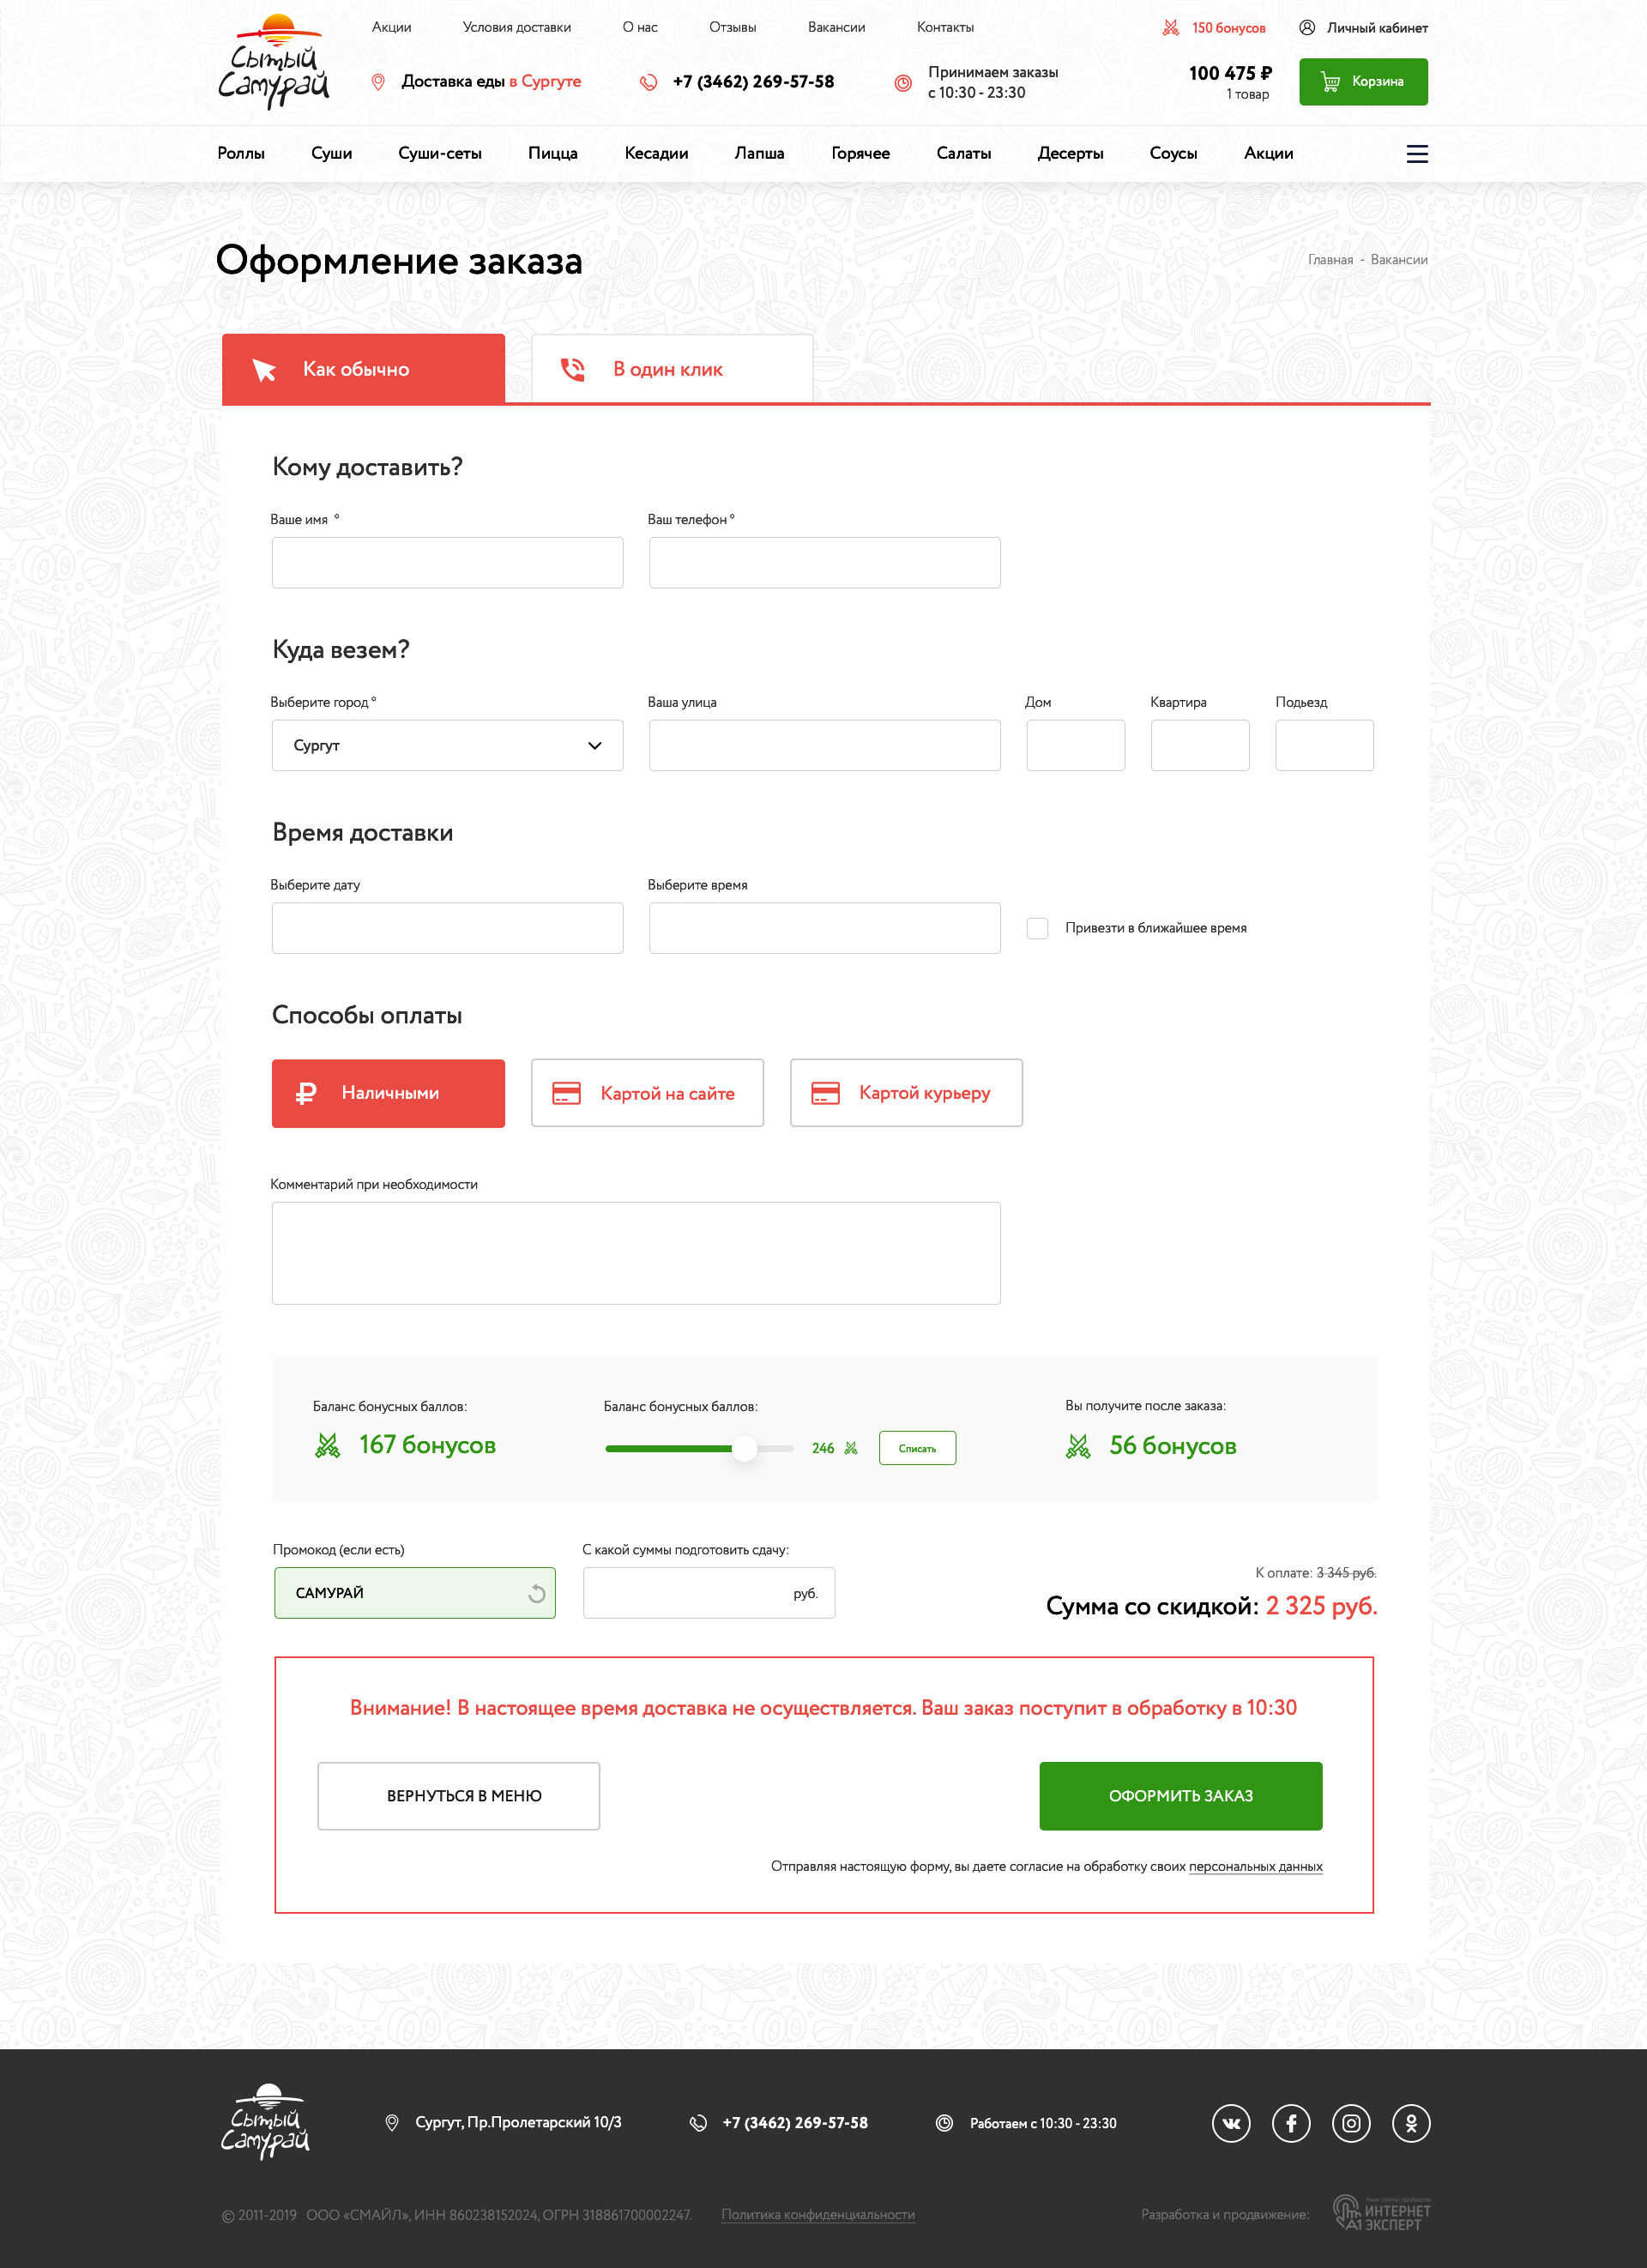 Акции Условия доставки О нас Отзывы Вакансии Контакты 150 бонусов Личный кабинет
Сытый
Самурай
Доставка еды в Сургуте +7 (3462) 269-57-58 Принимаем заказы
с 10:30 - 23:30
100 475 ₽
1 товар
Корзина
Роллы Суши Суши-сеты Пицца Кесадии Лапша Горячее Салаты Десерты Соусы Акции
Оформление заказа
Главная - Вакансии
Как обычно В один клик
Кому доставить?
Ваше имя * Ваш телефон *
Куда везем?
Выберите город * Ваша улица Дом Квартира Подьезд
Сургут
Время доставки
Выберите дату Выберите время
Привезти в ближайшее время
Способы оплаты
Наличными Картой на сайте Картой курьеру
Комментарий при необходимости
Баланс бонусных баллов: Баланс бонусных баллов: Вы получите после заказа:
167 бонусов 246 Списать 56 бонусов
Промокод (если есть) С какой суммы подготовить сдачу:
САМУРАЙ руб.
К оплате: 3 345 руб.
Сумма со скидкой: 2 325 руб.
Внимание! В настоящее время доставка не осуществляется. Ваш заказ поступит в обработку в 10:30
ВЕРНУТЬСЯ В МЕНЮ ОФОРМИТЬ ЗАКАЗ
Отправляя настоящую форму, вы даете согласие на обработку своих персональных данных
Сытый
Самурай
Сургут, Пр.Пролетарский 10/3 +7 (3462) 269-57-58 Работаем с 10:30 - 23:30
© 2011-2019 ООО «СМАЙЛ», ИНН 860238152024, ОГРН 318861700002247. Политика конфиденциальности Разработка и продвижение:
ИНТЕРНЕТ
А1 ЭКСПЕРТ